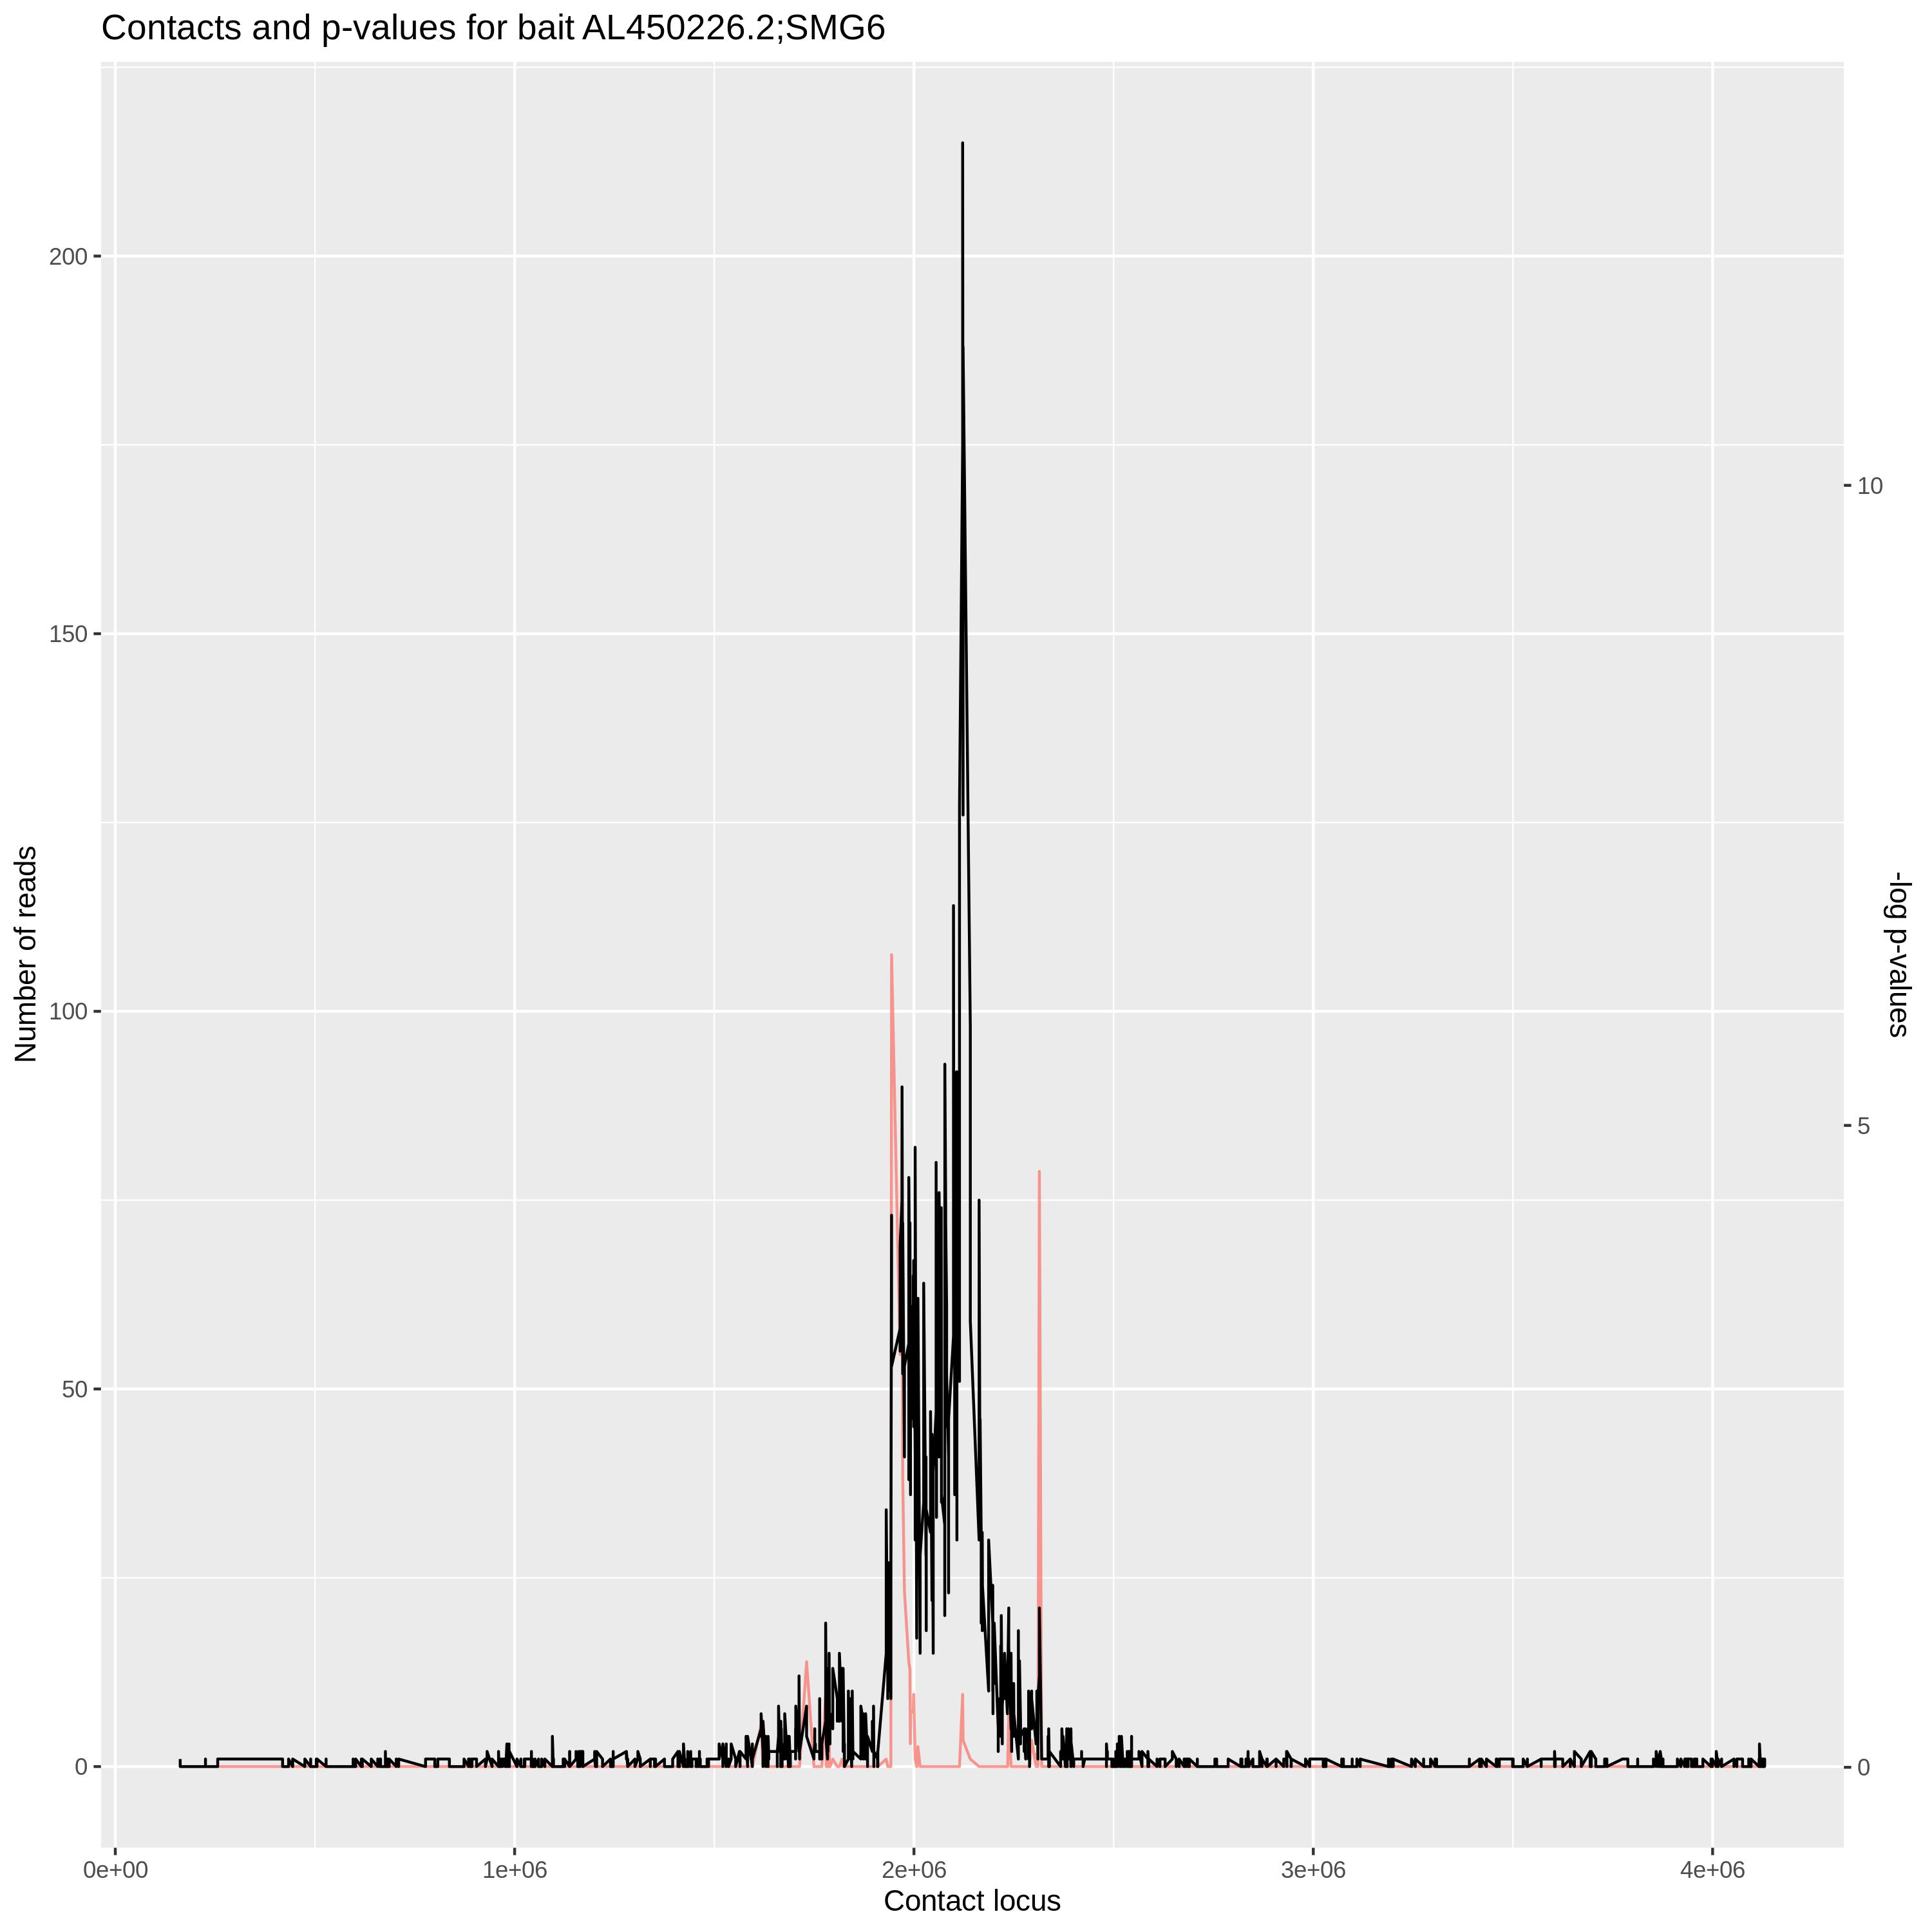 Contacts and p-values for bait AL450226.2;SMG6
200
150
100
50
0
Number of reads
10
5
0
-log p-values
0e+00 1e+06 2e+06 3e+06 4e+06
Contact locus